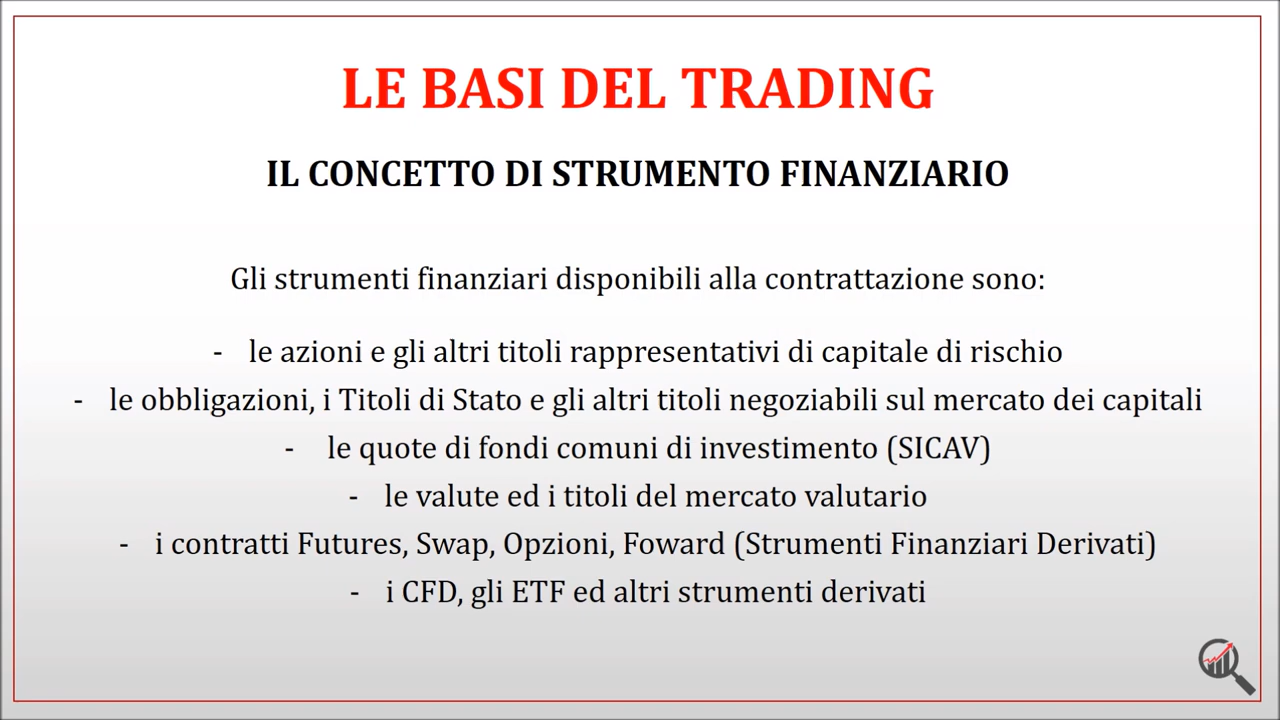 LE BASI DEL TRADING
IL CONCETTO DI STRUMENTO FINANZIARIO
Gli strumenti finanziari disponibili alla contrattazione sono:
- le azioni e gli altri titoli rappresentativi di capitale di rischio
- le obbligazioni, i Titoli di Stato e gli altri titoli negoziabili sul mercato dei capitali
- le quote di fondi comuni di investimento (SICAV)
- le valute ed i titoli del mercato valutario
- i contratti Futures, Swap, Opzioni, Foward (Strumenti Finanziari Derivati)
- i CFD, gli ETF ed altri strumenti derivati